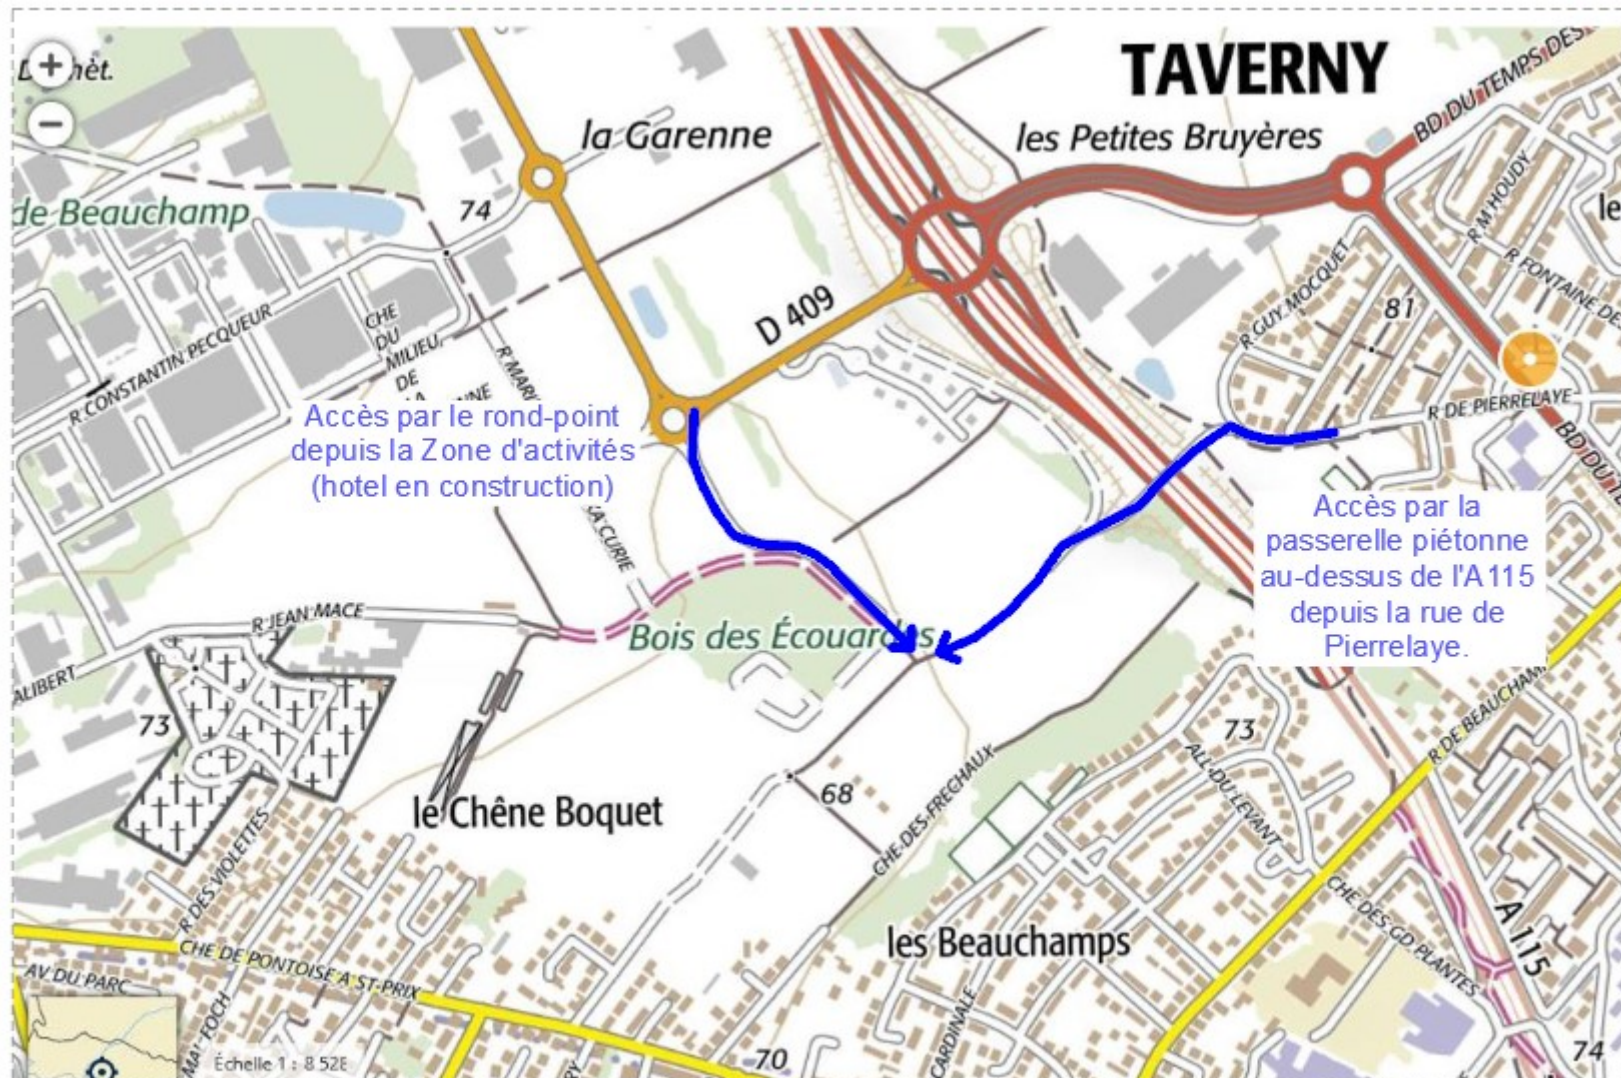 TAVERNY
BD DU TEMPS DES
la Garenne
les Petites Bruyères
R M HOUDY
le
74
de Beauchamp
R GUY MOCQUET
R FONTAINE DE
81
D 409
R CONSTANTIN PECQUEUR
CHE
DU
MILIEU
DE
R DE PIERRELAYE
Accès par le rond-point
depuis la Zone d'activités
(hotel en construction)
Accès par la
passerelle piétonne
au-dessus de l'A115
depuis la rue de
Pierrelaye.
CURIE
R JEAN MACE
Bois des Écouardes
ALIBERT
73
73
R DE BEAUCHAMP
ALL DU LEVANT
68
CHE DES FRECHAUX
le Chêne Boquet
R DES VIOLETTES
CHE DES GD PLANTES
A 115
les Beauchamps
CHE DE PONTOISE A ST-PRIX
AV DU PARC
MAL FOCH
CARDINALE
70
74
Échelle 1 : 8 528